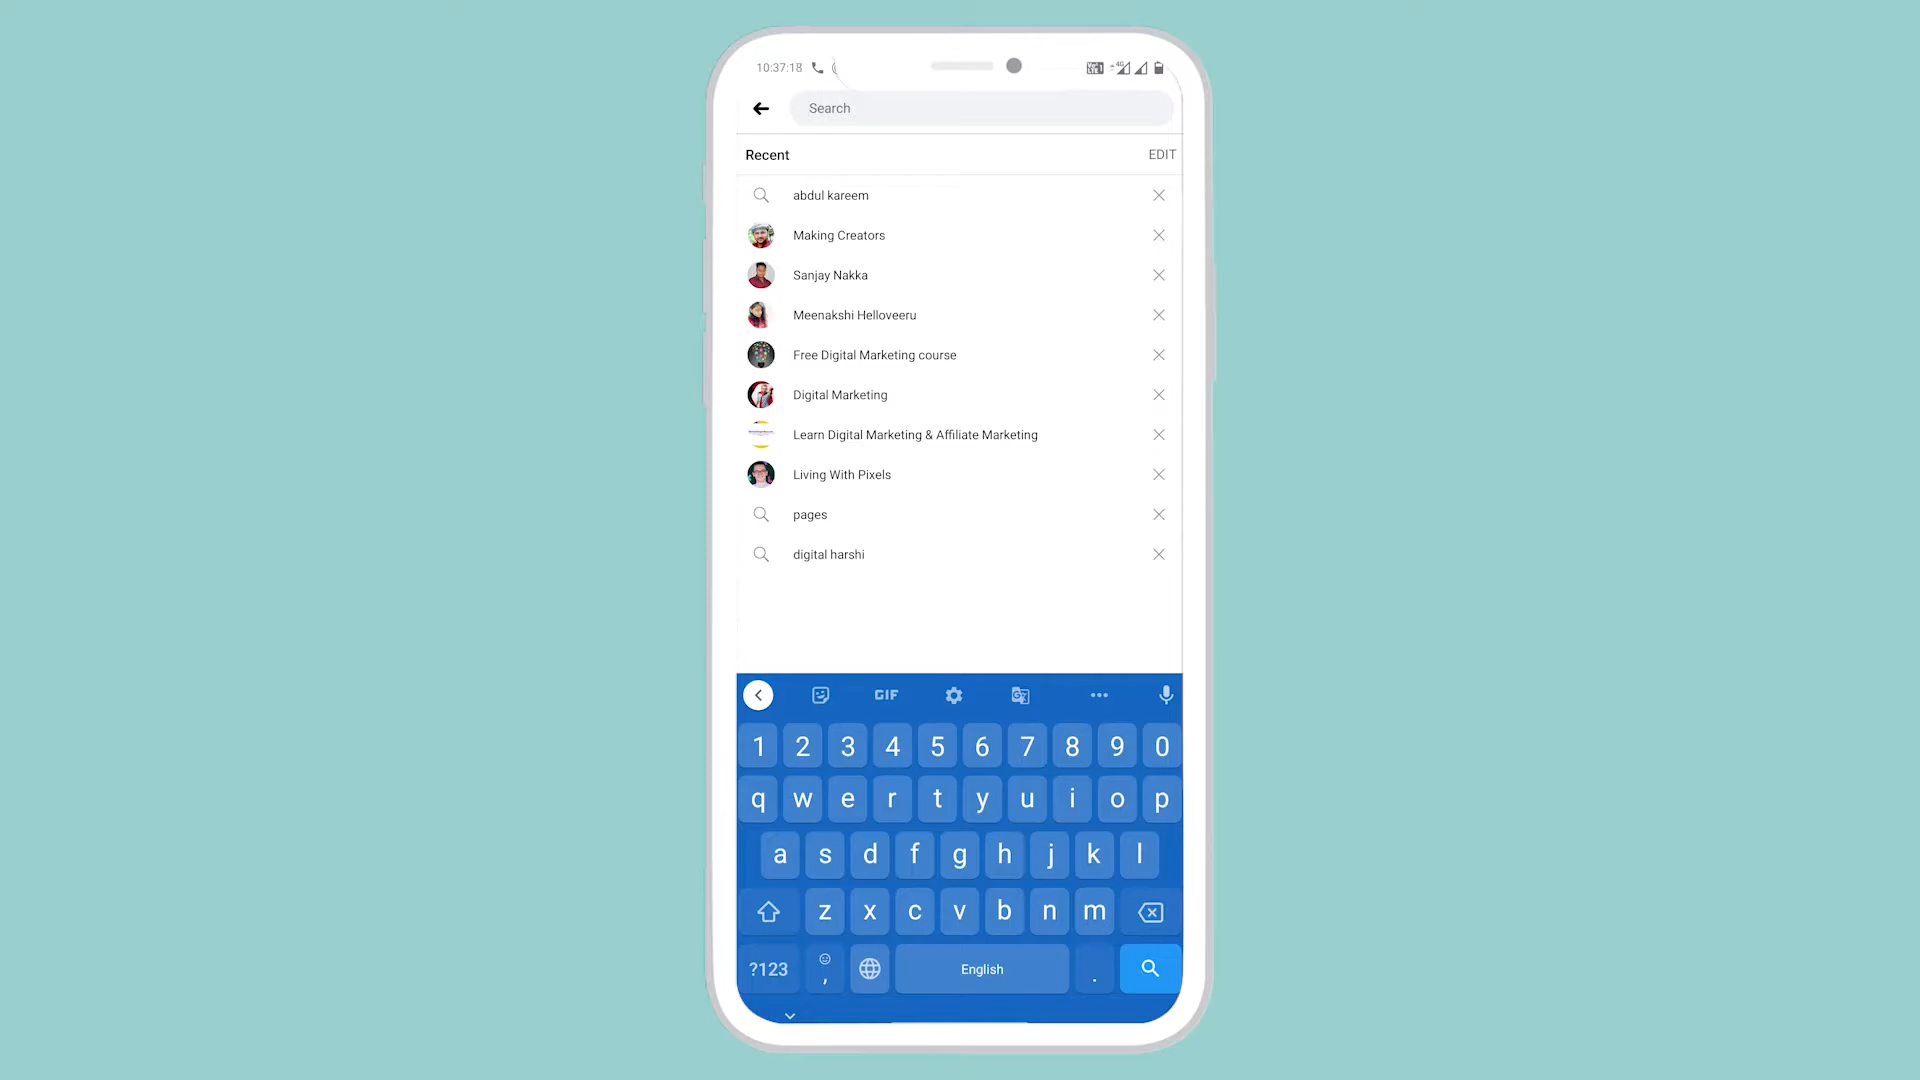 10:37:18
Search
Recent EDIT
abdul kareem
Making Creators
Sanjay Nakka
Meenakshi Helloveeru
Free Digital Marketing course
Digital Marketing
Learn Digital Marketing & Affiliate Marketing
Living With Pixels
pages
digital harshi
GIF
1 2 3 4 5 6 7 8 9 0
q w e r t y u i o p
a s d f g h j k l
z x c v b n m
?123 , English .